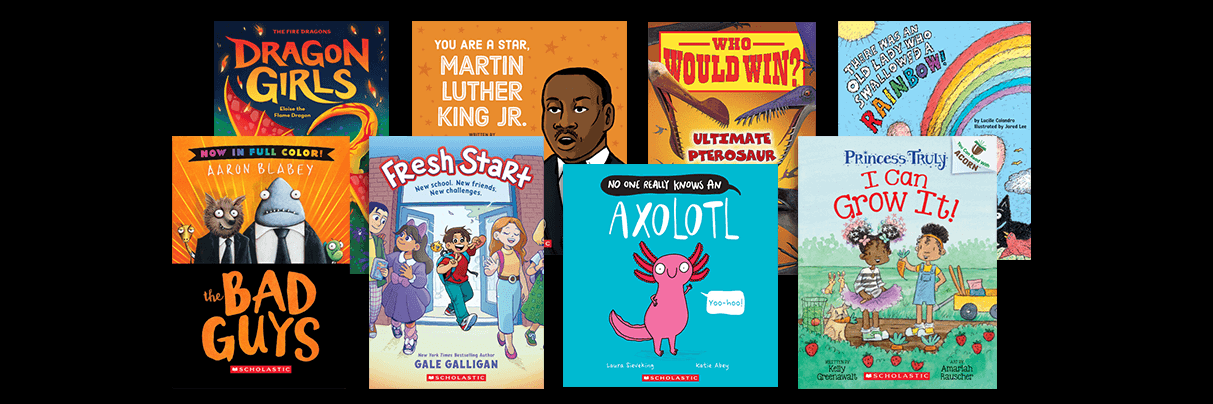 THE FIRE DRAGONS
DRAGON
GIRLS
Eloise the
Flame Dragon
YOU ARE A STAR,
MARTIN
LUTHER
KING JR.
WRITTEN BY
C
WHO
WOULD WIN?
ULTIMATE
PTEROSAUR
THERE WAS AN
OLD LADY WHO
SWALLOWED A
RAINBOW!
by Lucille Colandro
Illustrated by Jared Lee
NOW IN FULL COLOR!
AARON BLABEY
the BAD
GUYS
SCHOLASTIC
FRESH START
New school. New friends.
New challenges.
New York Times Bestselling Author
GALE GALLIGAN
SCHOLASTIC
NO ONE REALLY KNOWS AN
AXOLOTL
Yoo-hoo!
Laura Sieveking Katie Abey
SCHOLASTIC
Princess Truly
ACORN
I Can
Grow It!
WRITTEN BY
Kelly
Greenawalt
SCHOLASTIC
ART BY
Amariah
Rauscher